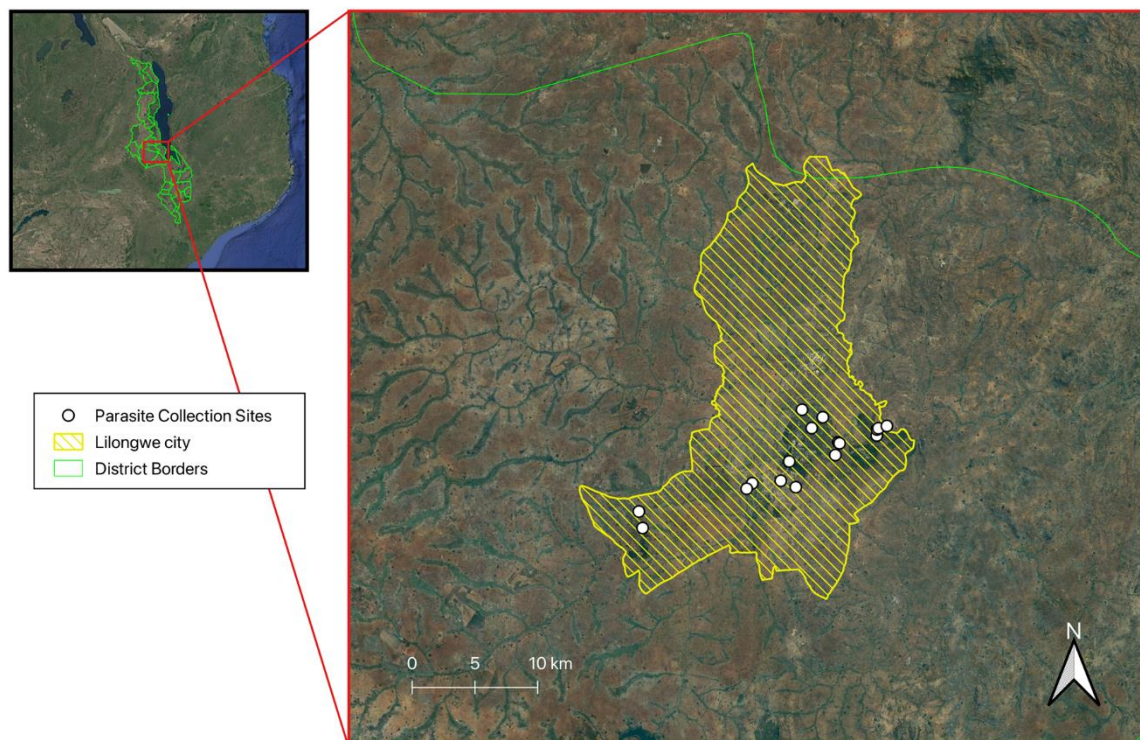 Parasite Collection Sites
Lilongwe city
District Borders
0 5 10 km
N